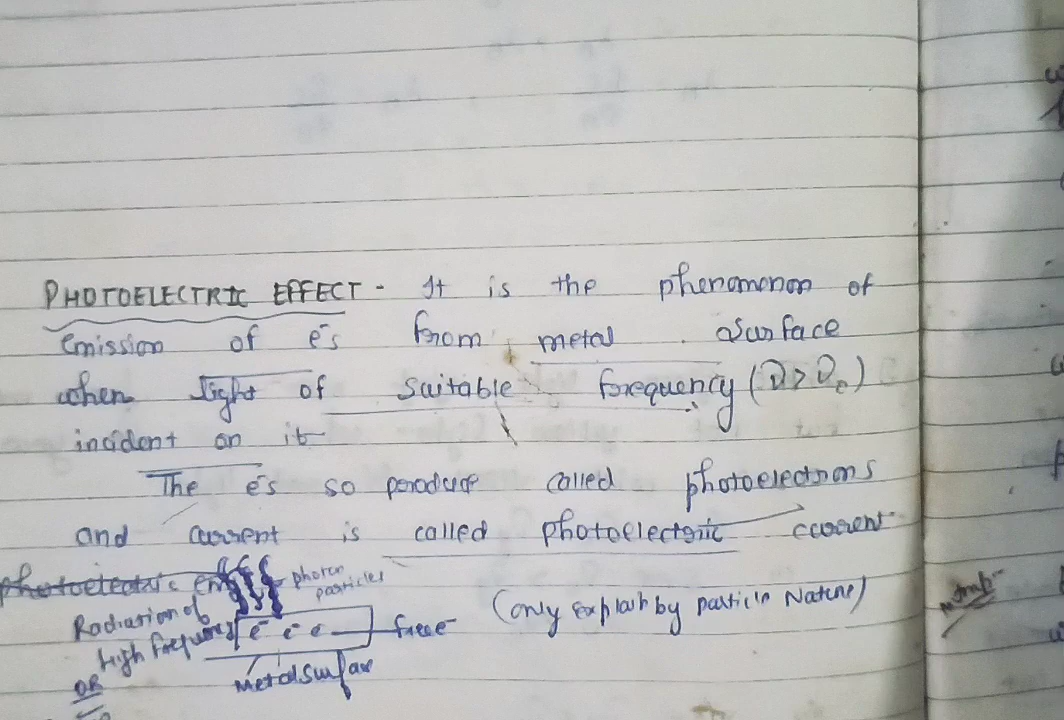 PHOTOELECTRIC EFFECT - It is the phenomenon of
emission of e⁻s from metal surface
when light of suitable frequency (ν > ν₀)
incident on it
The e⁻s so produce called photoelectrons
and current is called photoelectric current
photoelectric
photon
particles
Radiation of
high frequency
e⁻ e⁻ e⁻
free e⁻
Metal surface
(only explain by particle Nature)
OR